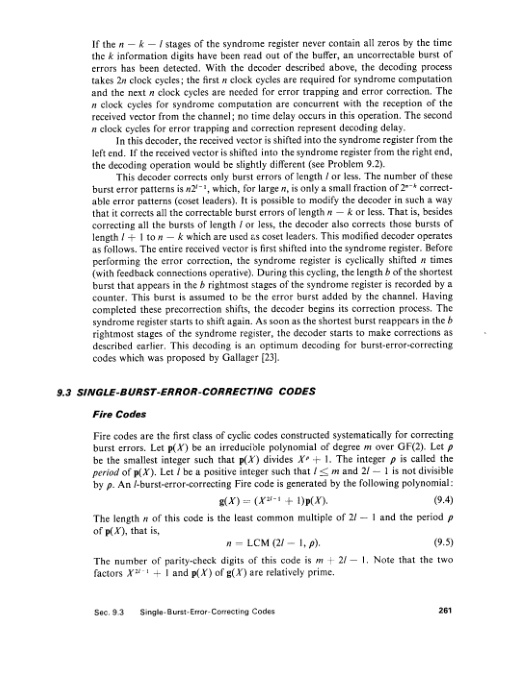 If the n − k − l stages of the syndrome register never contain all zeros by the time
the k information digits have been read out of the buffer, an uncorrectable burst of
errors has been detected. With the decoder described above, the decoding process
takes 2n clock cycles; the first n clock cycles are required for syndrome computation
and the next n clock cycles are needed for error trapping and error correction. The
n clock cycles for syndrome computation are concurrent with the reception of the
received vector from the channel; no time delay occurs in this operation. The second
n clock cycles for error trapping and correction represent decoding delay.
In this decoder, the received vector is shifted into the syndrome register from the
left end. If the received vector is shifted into the syndrome register from the right end,
the decoding operation would be slightly different (see Problem 9.2).
This decoder corrects only burst errors of length l or less. The number of these
burst error patterns is n2ˡ⁻¹, which, for large n, is only a small fraction of 2ⁿ⁻ᵏ correct-
able error patterns (coset leaders). It is possible to modify the decoder in such a way
that it corrects all the correctable burst errors of length n − k or less. That is, besides
correcting all the bursts of length l or less, the decoder also corrects those bursts of
length l + 1 to n − k which are used as coset leaders. This modified decoder operates
as follows. The entire received vector is first shifted into the syndrome register. Before
performing the error correction, the syndrome register is cyclically shifted n times
(with feedback connections operative). During this cycling, the length b of the shortest
burst that appears in the b rightmost stages of the syndrome register is recorded by a
counter. This burst is assumed to be the error burst added by the channel. Having
completed these precorrection shifts, the decoder begins its correction process. The
syndrome register starts to shift again. As soon as the shortest burst reappears in the b
rightmost stages of the syndrome register, the decoder starts to make corrections as
described earlier. This decoding is an optimum decoding for burst-error-correcting
codes which was proposed by Gallager [23].
9.3 SINGLE-BURST-ERROR-CORRECTING CODES
Fire Codes
Fire codes are the first class of cyclic codes constructed systematically for correcting
burst errors. Let p(X) be an irreducible polynomial of degree m over GF(2). Let ρ
be the smallest integer such that p(X) divides X^ρ + 1. The integer ρ is called the
period of p(X). Let l be a positive integer such that l ≤ m and 2l − 1 is not divisible
by ρ. An l-burst-error-correcting Fire code is generated by the following polynomial:
g(X) = (X²ˡ⁻¹ + 1)p(X). (9.4)
The length n of this code is the least common multiple of 2l − 1 and the period ρ
of p(X), that is,
n = LCM (2l − 1, ρ). (9.5)
The number of parity-check digits of this code is m + 2l − 1. Note that the two
factors X²ˡ⁻¹ + 1 and p(X) of g(X) are relatively prime.
Sec. 9.3 Single-Burst-Error-Correcting Codes 261